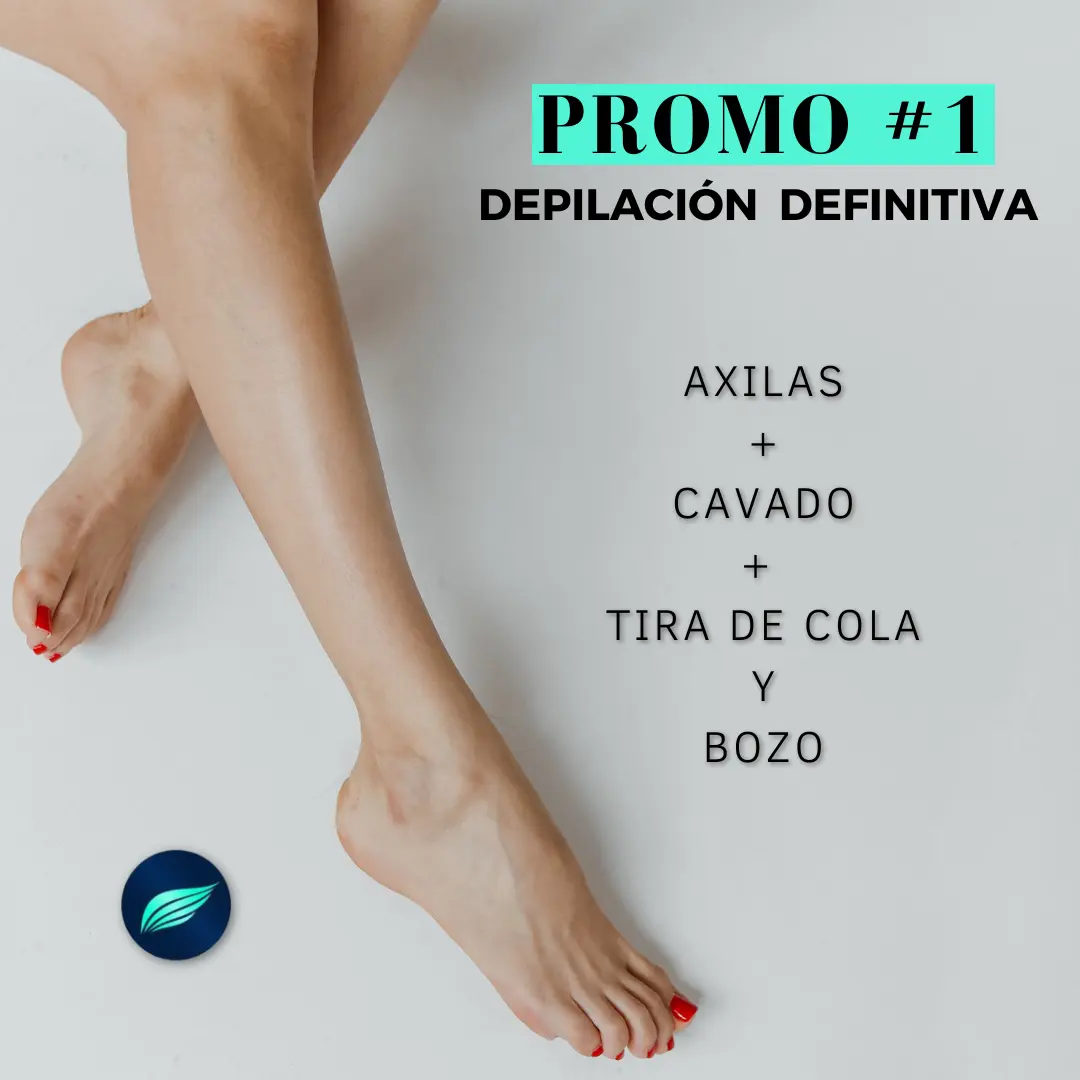 PROMO #1
DEPILACIÓN DEFINITIVA
AXILAS
+
CAVADO
+
TIRA DE COLA
Y
BOZO